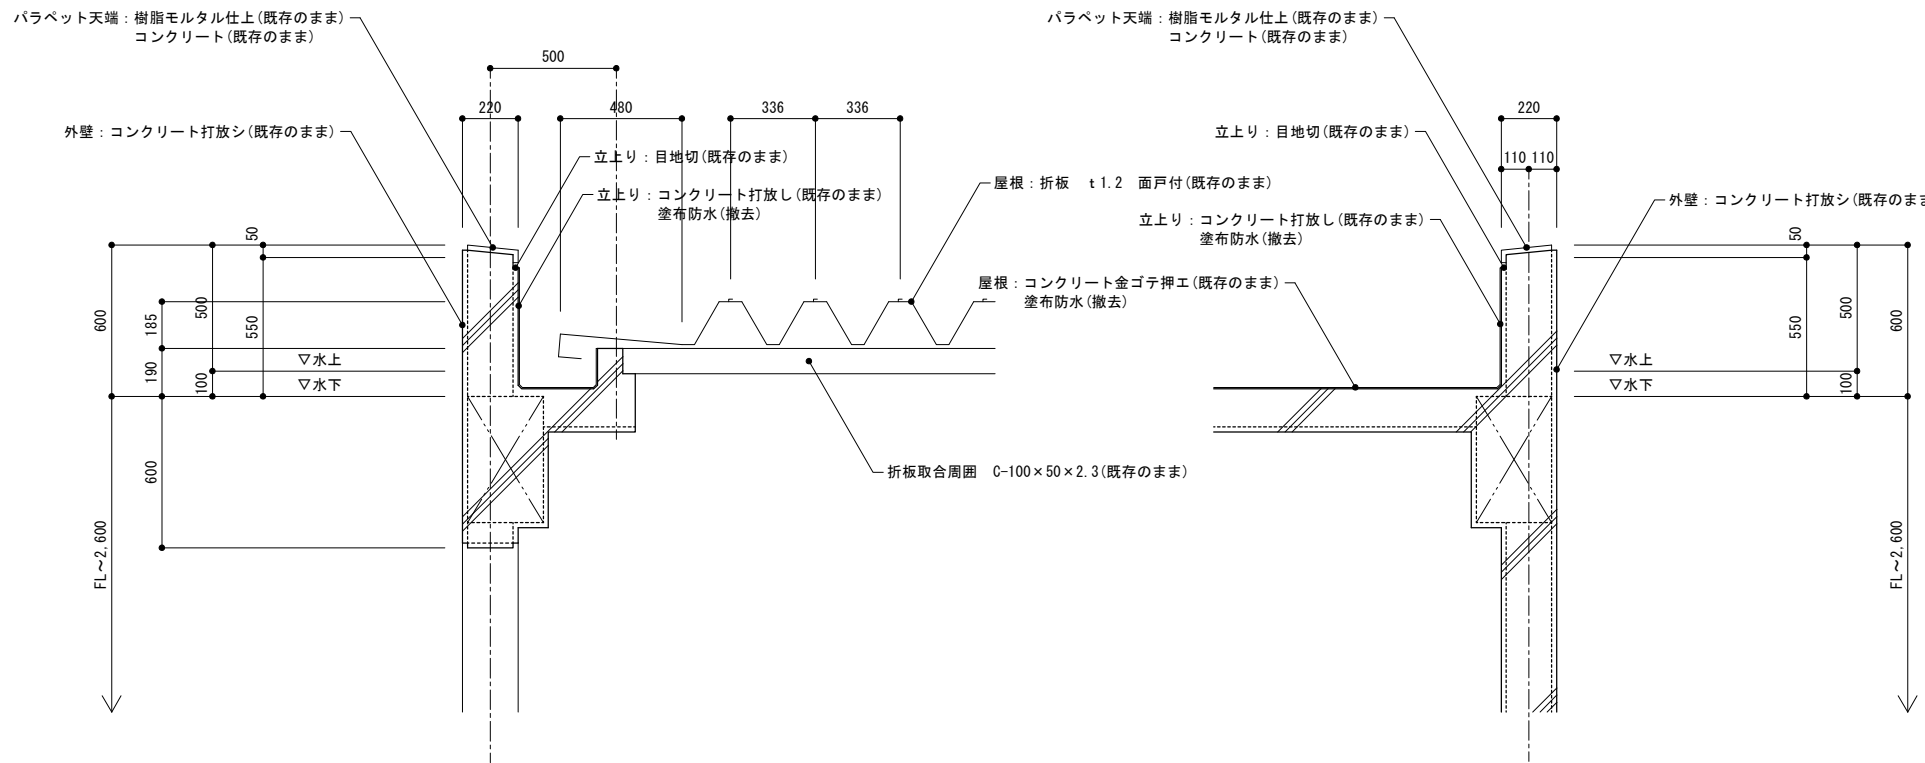 パラペット天端：樹脂モルタル仕上(既存のまま)
コンクリート(既存のまま)
500
220
480
336
336
外壁：コンクリート打放シ(既存のまま)
立上り：目地切(既存のまま)
立上り：コンクリート打放し(既存のまま)
塗布防水(撤去)
屋根：折板　ｔ1.2　面戸付(既存のまま)
50
500
550
600
185
190
100
▽水上
▽水下
600
FL～2,600
折板取合周囲　C-100×50×2.3(既存のまま)
パラペット天端：樹脂モルタル仕上(既存のまま)
コンクリート(既存のまま)
220
110
110
立上り：目地切(既存のまま)
外壁：コンクリート打放シ(既存のまま
立上り：コンクリート打放し(既存のまま)
塗布防水(撤去)
屋根：コンクリート金ゴテ押エ(既存のまま)
塗布防水(撤去)
50
500
550
600
▽水上
▽水下
100
FL～2,600